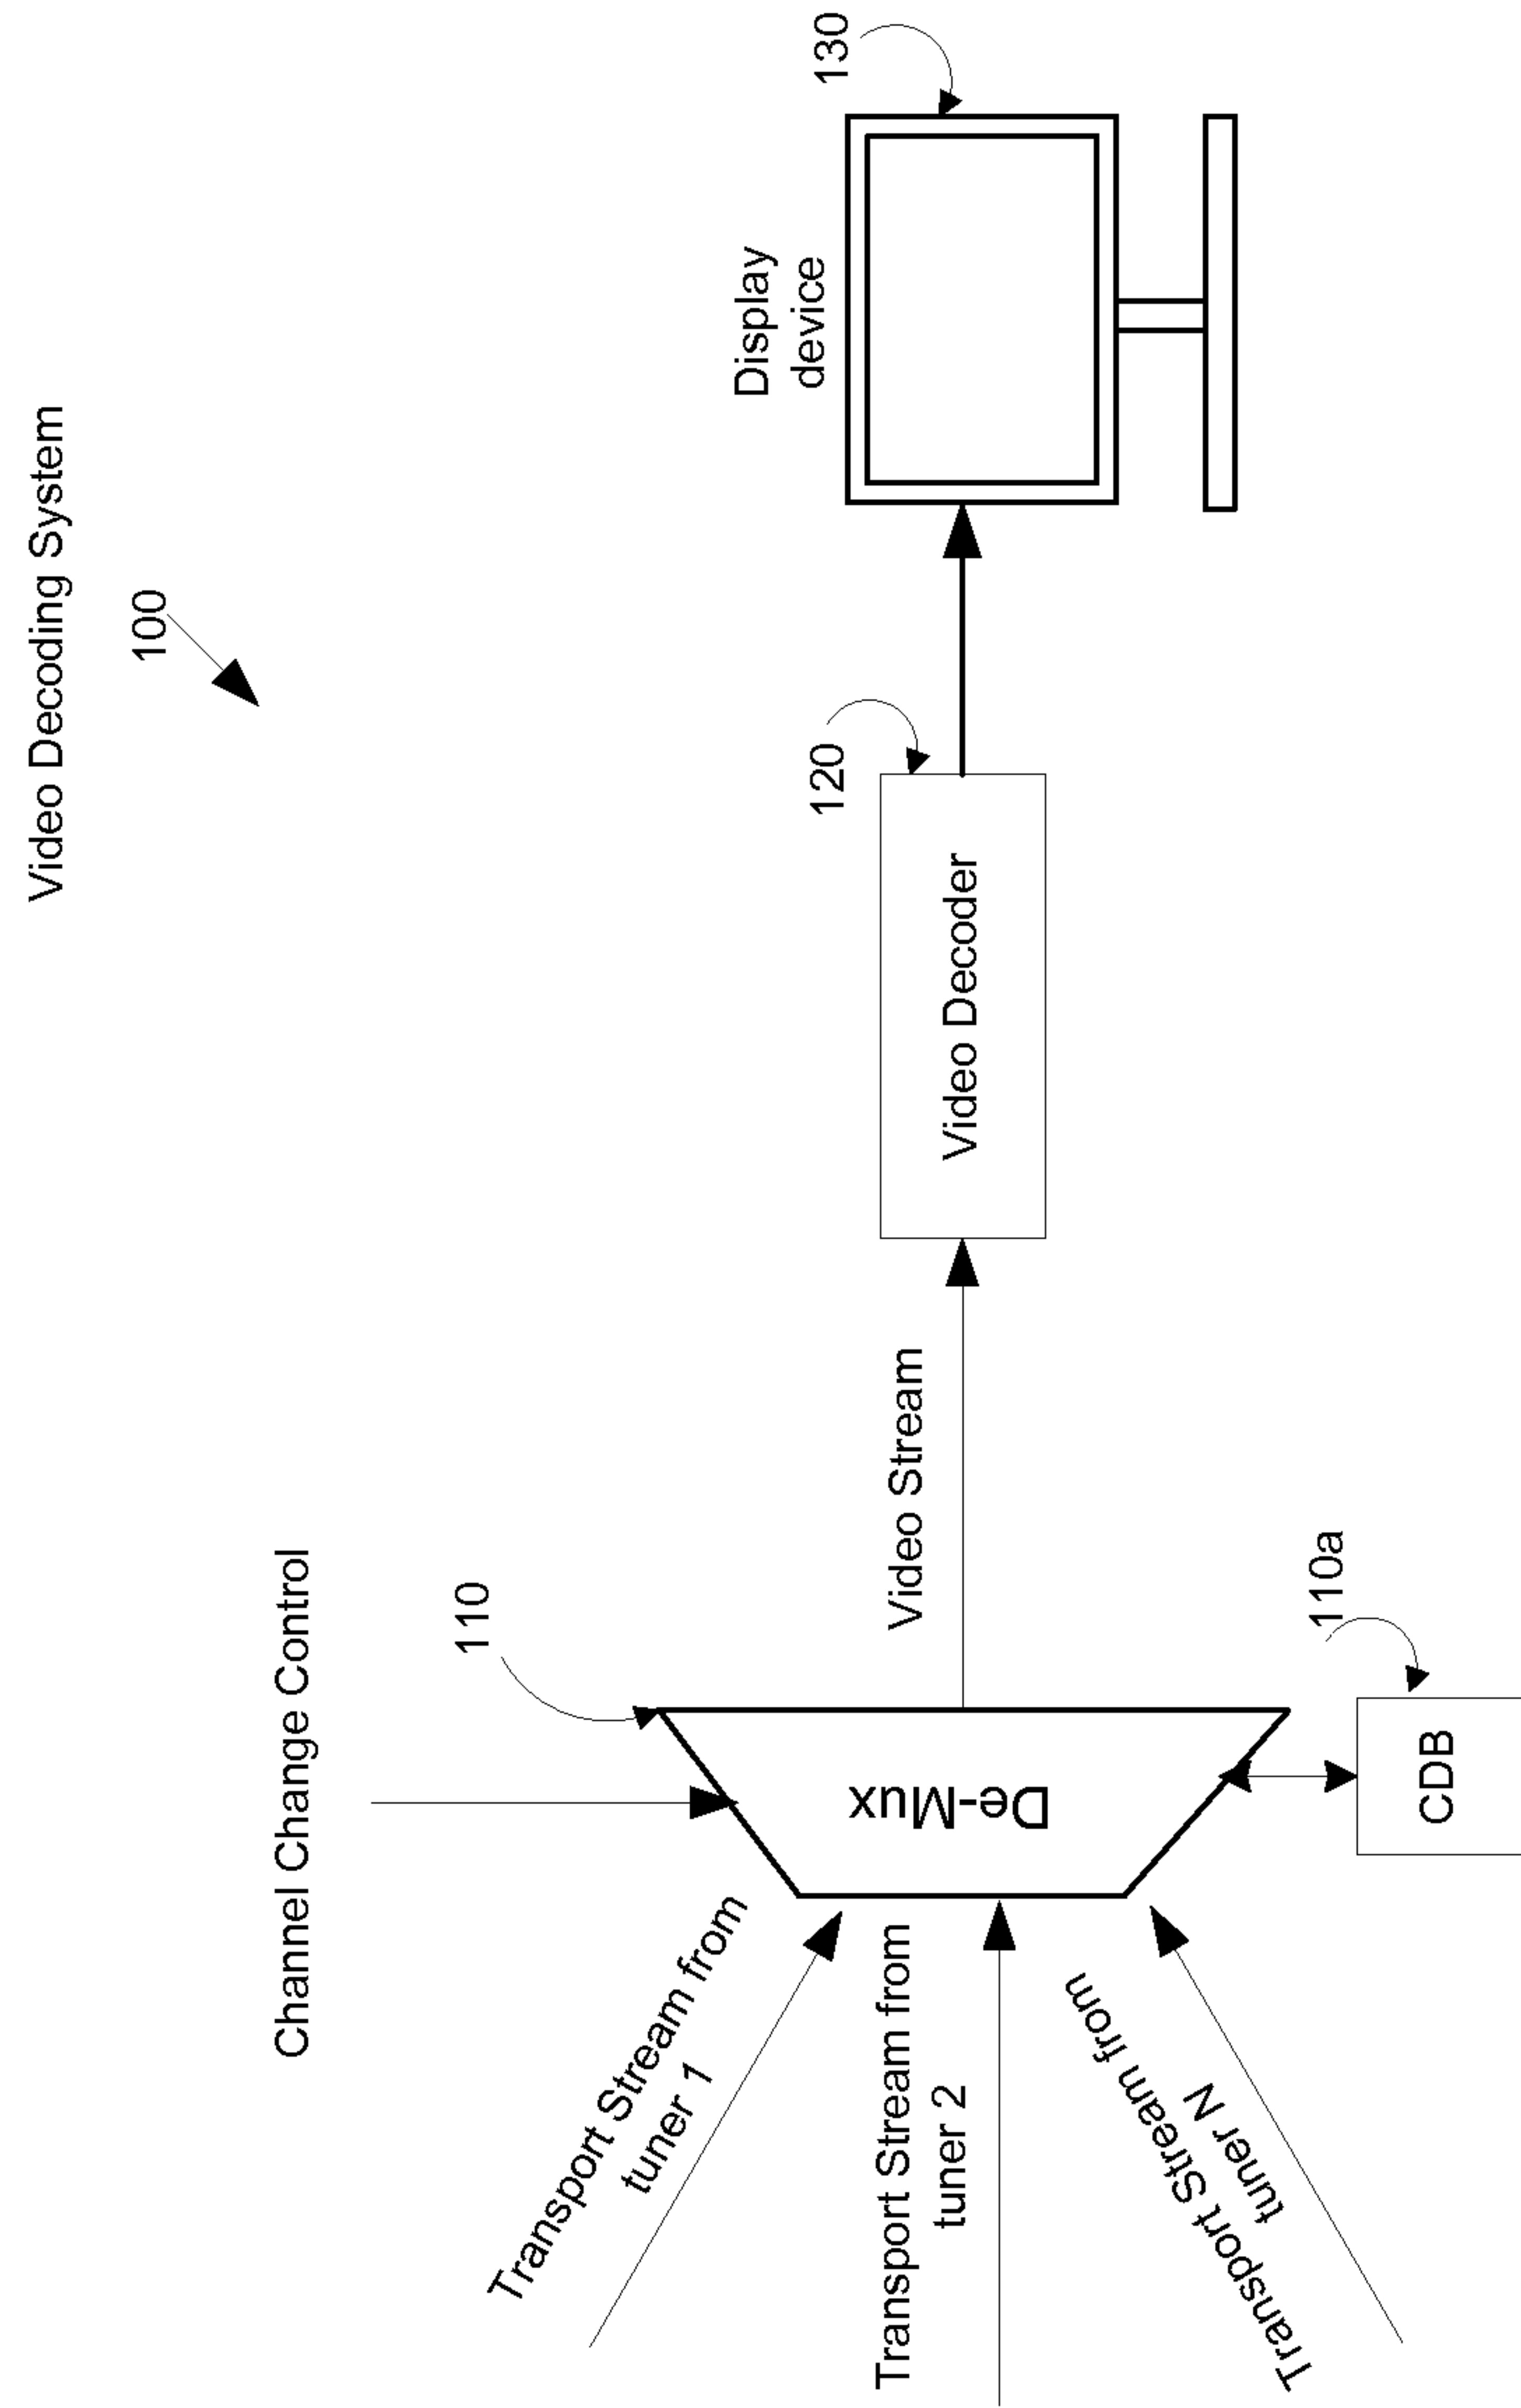 Video Decoding System
100
Channel Change Control
110
Transport Stream from
tuner 1
Transport Stream from
tuner 2
Transport Stream from
tuner N
De-Mux
CDB
110a
Video Stream
Video Decoder
120
Display
device
130